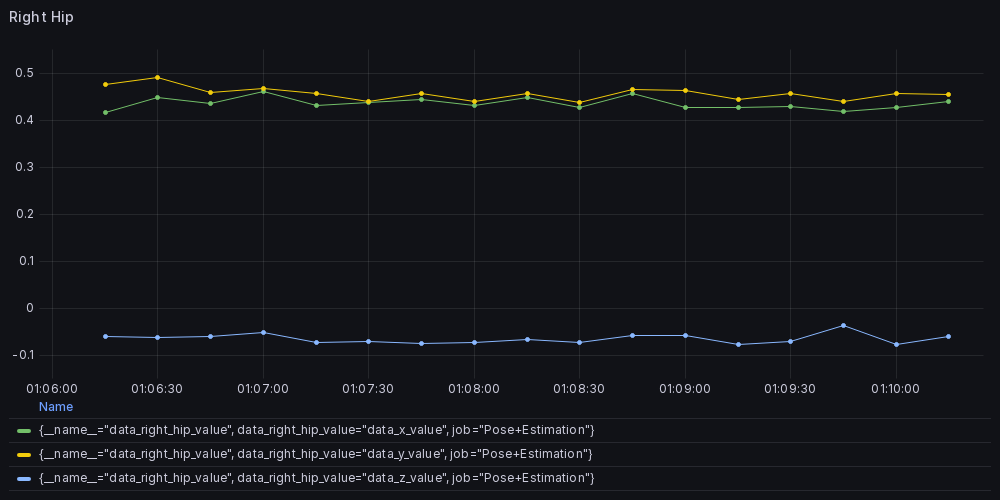 Right Hip
0.5
0.4
0.3
0.2
0.1
0
-0.1
01:06:00 01:06:30 01:07:00 01:07:30 01:08:00 01:08:30 01:09:00 01:09:30 01:10:00
Name
{__name__="data_right_hip_value", data_right_hip_value="data_x_value", job="Pose+Estimation"}
{__name__="data_right_hip_value", data_right_hip_value="data_y_value", job="Pose+Estimation"}
{__name__="data_right_hip_value", data_right_hip_value="data_z_value", job="Pose+Estimation"}